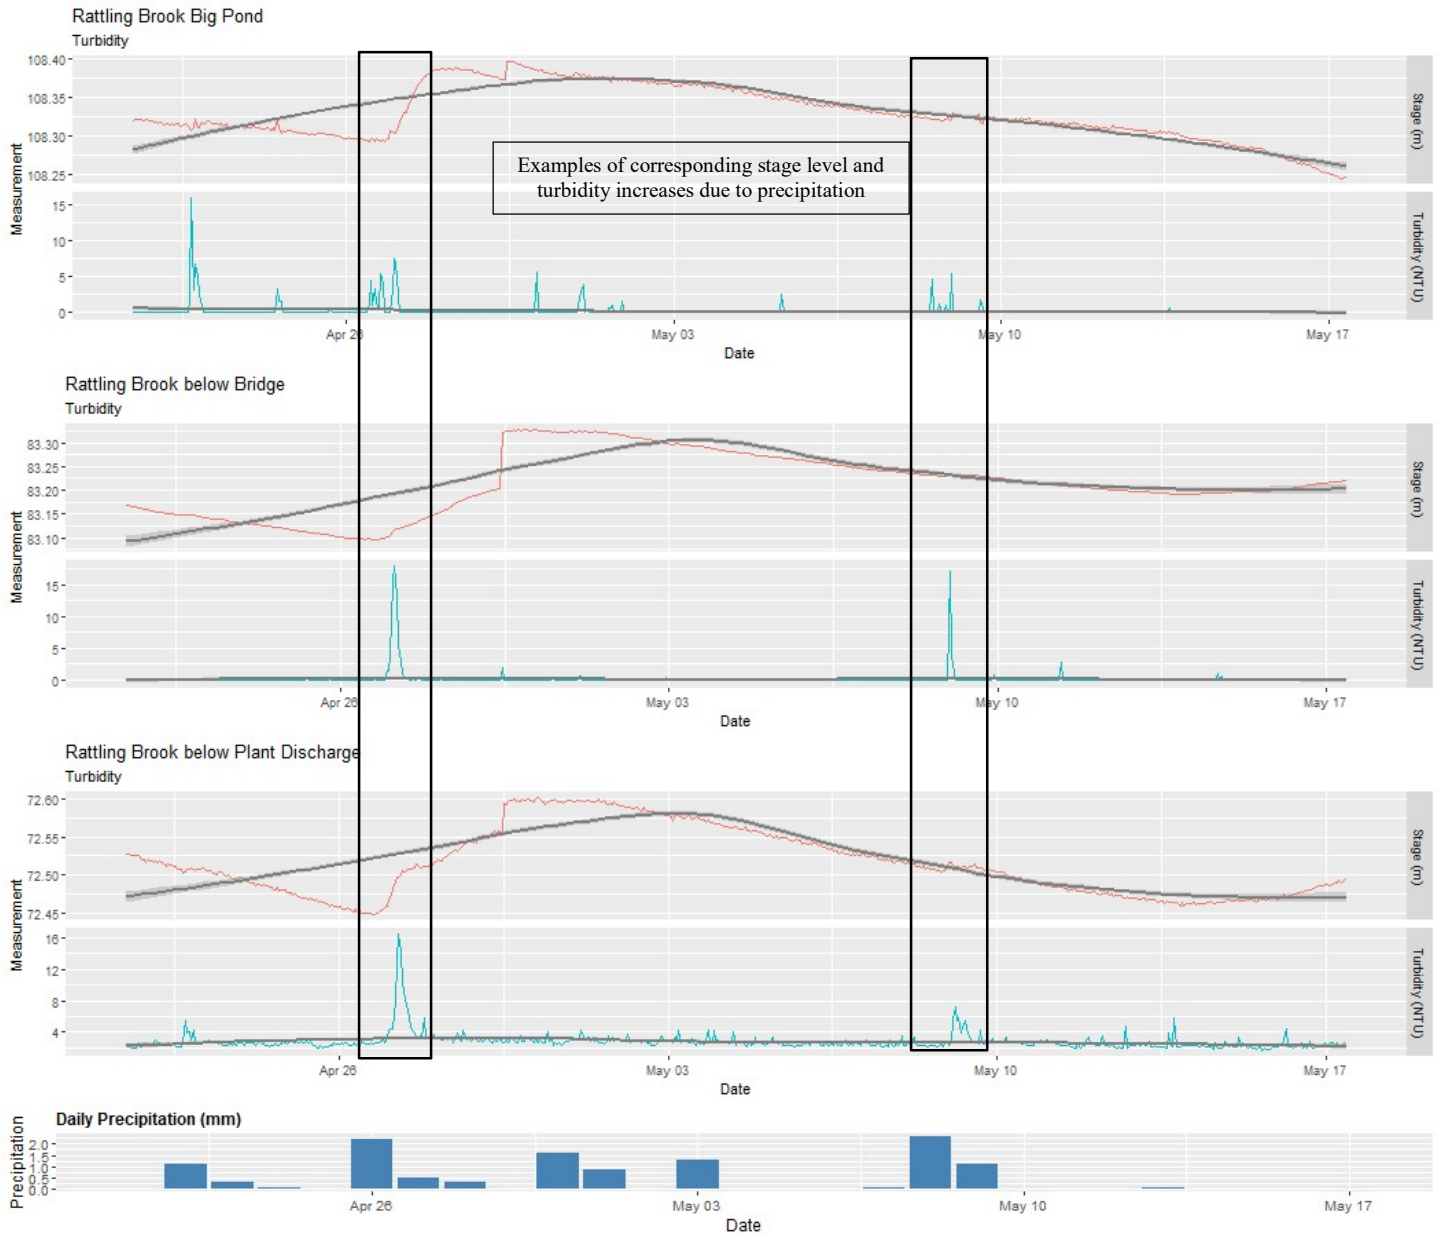 Rattling Brook Big Pond
Turbidity
108.40
108.35
108.30
108.25
Stage (m)
Examples of corresponding stage level and
turbidity increases due to precipitation
Measurement
15
10
5
0
Turbidity (NTU)
Apr 26 May 03 May 10 May 17
Date
Rattling Brook below Bridge
Turbidity
83.30
83.25
83.20
83.15
83.10
Stage (m)
Measurement
15
10
5
0
Turbidity (NTU)
Apr 26 May 03 May 10 May 17
Date
Rattling Brook below Plant Discharge
Turbidity
72.60
72.55
72.50
72.45
Stage (m)
Measurement
16
12
8
4
Turbidity (NTU)
Apr 26 May 03 May 10 May 17
Date
Daily Precipitation (mm)
Precipitation
2.0
1.5
1.0
0.5
0.0
Apr 26 May 03 May 10 May 17
Date